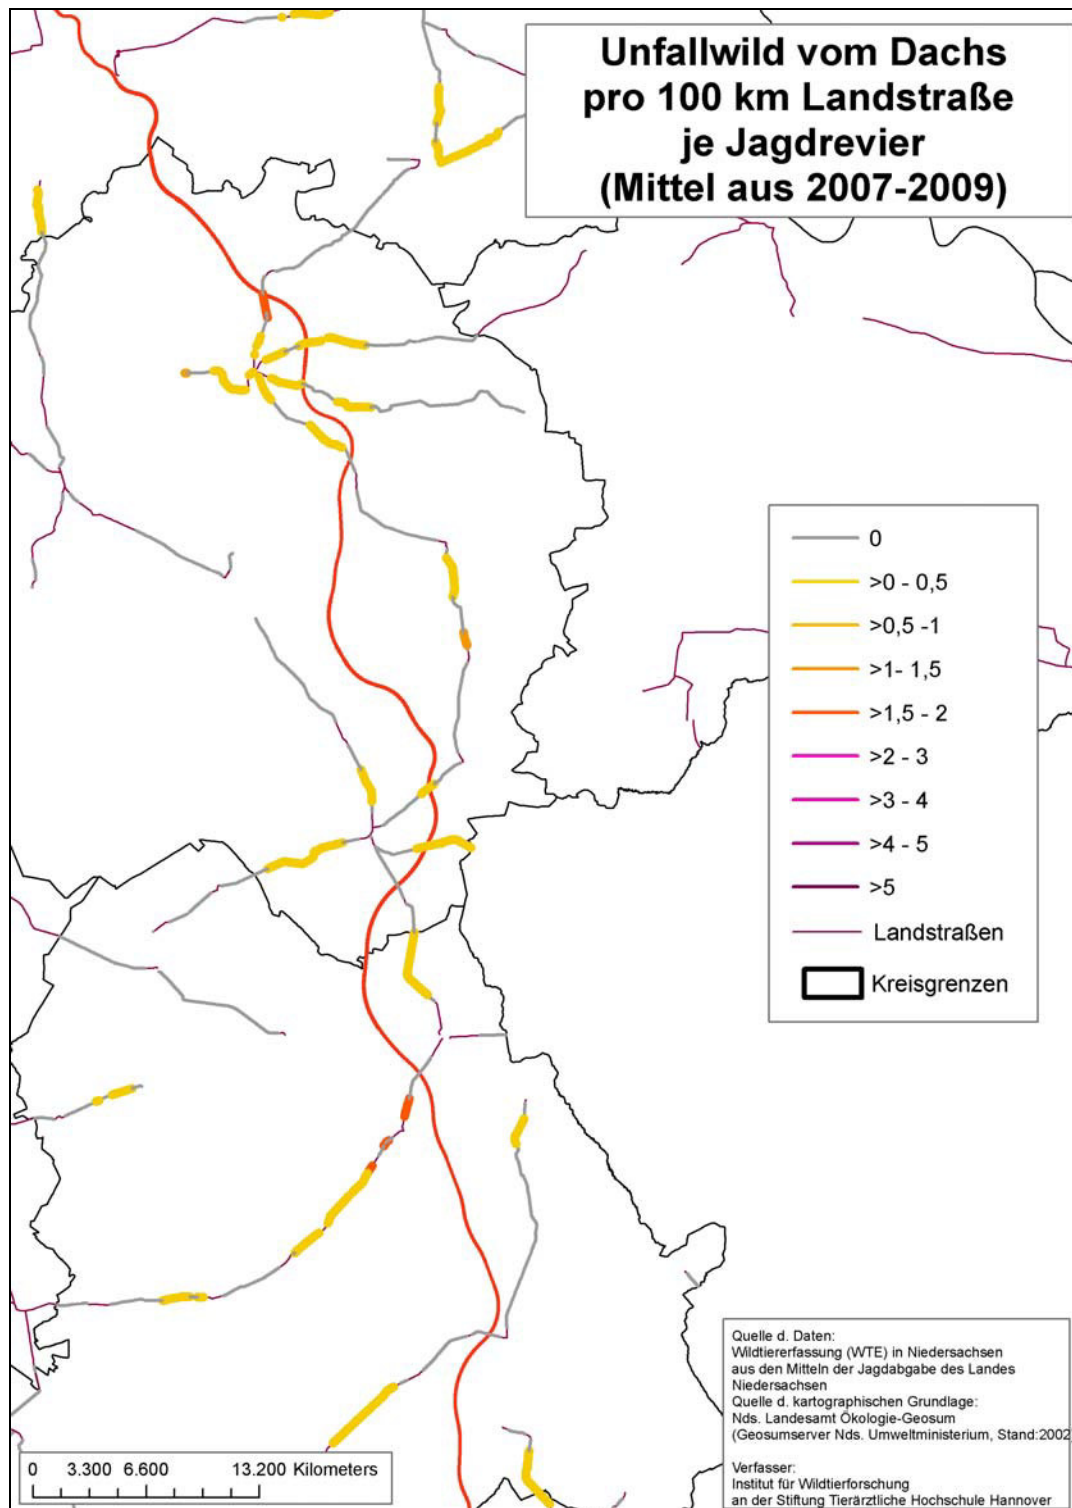 Unfallwild vom Dachs
pro 100 km Landstraße
je Jagdrevier
(Mittel aus 2007-2009)
0
>0 - 0,5
>0,5 -1
>1- 1,5
>1,5 - 2
>2 - 3
>3 - 4
>4 - 5
>5
Landstraßen
Kreisgrenzen
Quelle d. Daten:
Wildtiererfassung (WTE) in Niedersachsen
aus den Mitteln der Jagdabgabe des Landes
Niedersachsen
Quelle d. kartographischen Grundlage:
Nds. Landesamt Ökologie-Geosum
(Geosumserver Nds. Umweltministerium, Stand:2002
Verfasser:
Institut für Wildtierforschung
an der Stiftung Tierärztliche Hochschule Hannover
0 3.300 6.600 13.200 Kilometers